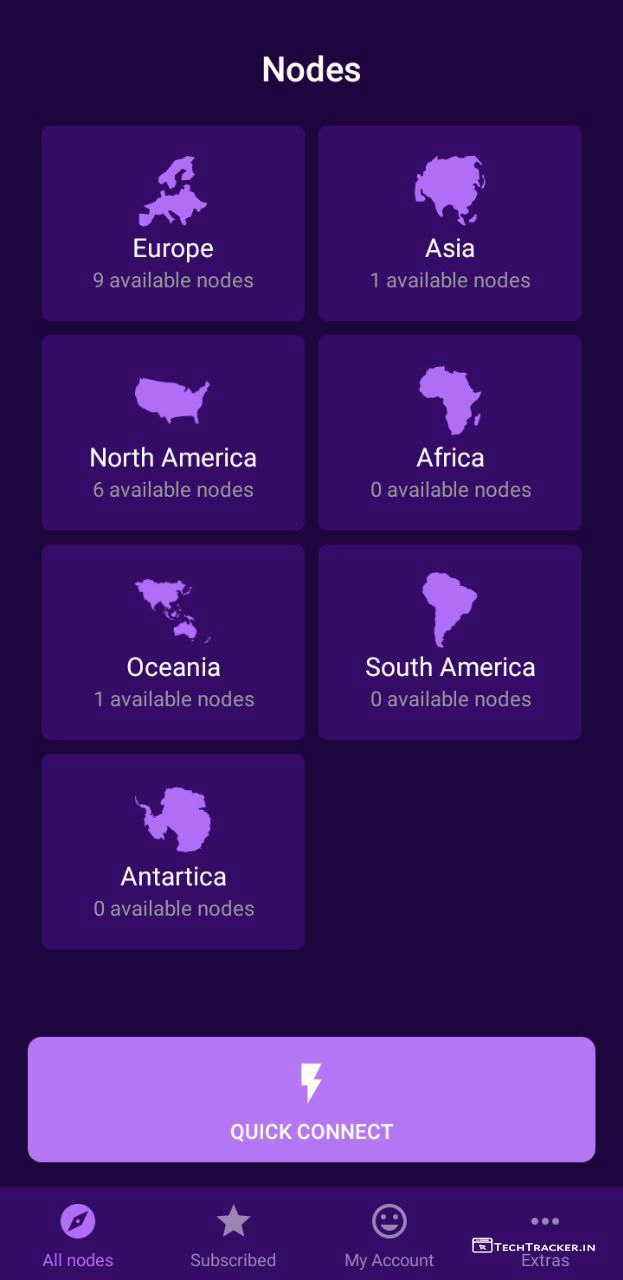 Nodes
Europe
9 available nodes
Asia
1 available nodes
North America
6 available nodes
Africa
0 available nodes
Oceania
1 available nodes
South America
0 available nodes
Antartica
0 available nodes
QUICK CONNECT
All nodes
Subscribed
My Account
Extras
TECHTRACKER.IN